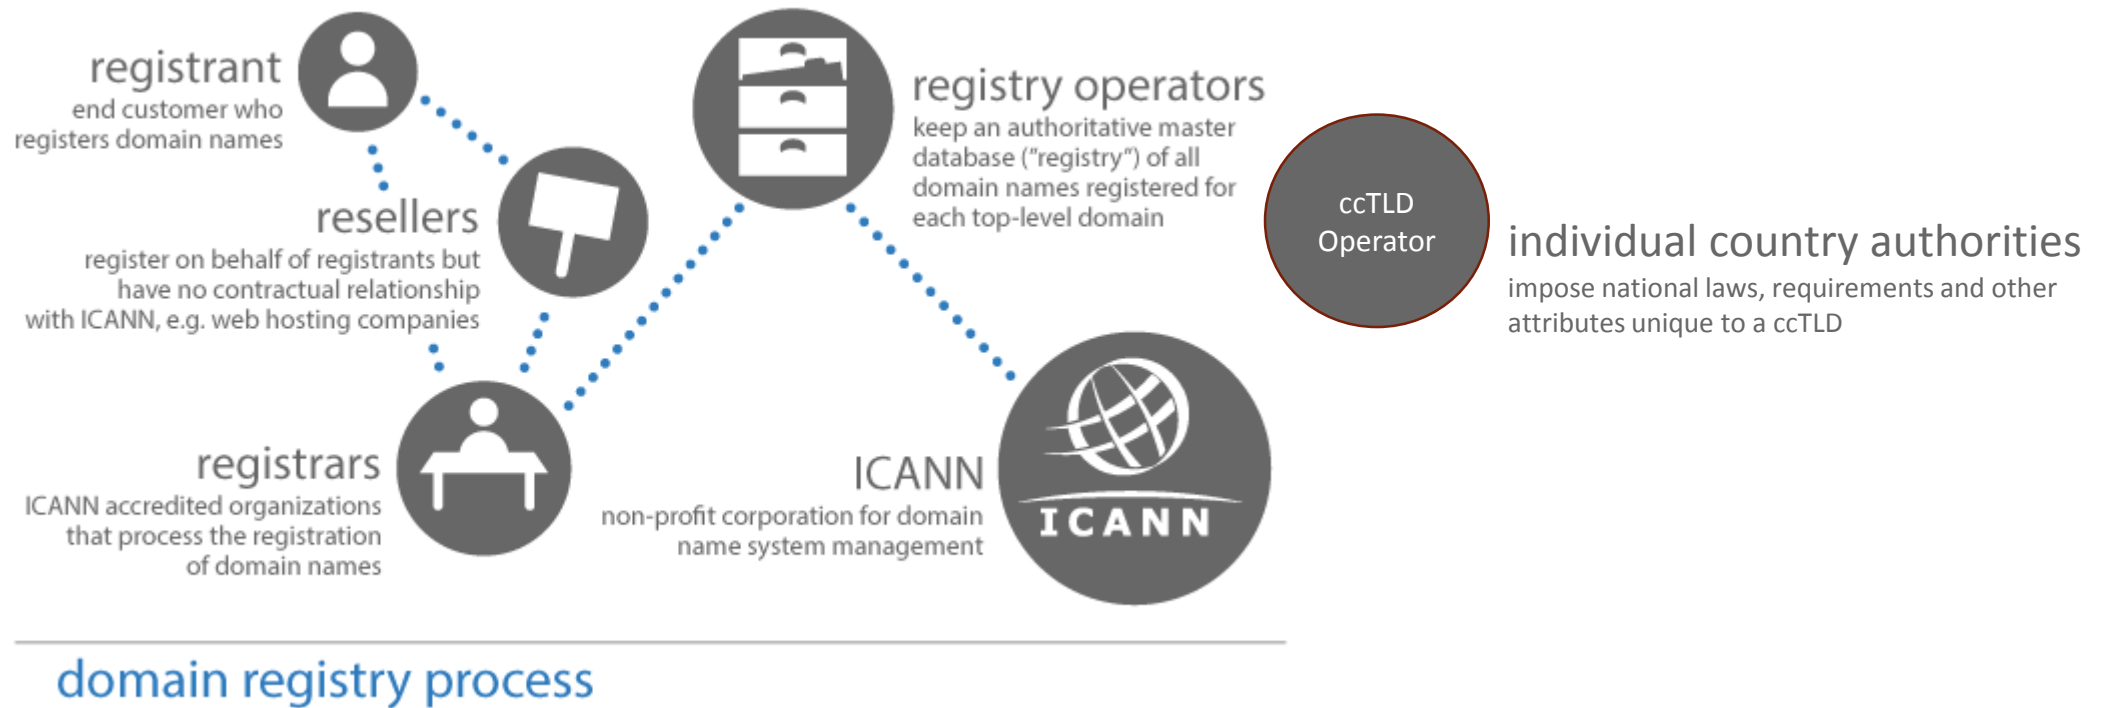 registrant
end customer who
registers domain names
resellers
register on behalf of registrants but
have no contractual relationship
with ICANN, e.g. web hosting companies
registrars
ICANN accredited organizations
that process the registration
of domain names
registry operators
keep an authoritative master
database ("registry") of all
domain names registered for
each top-level domain
ICANN
non-profit corporation for domain
name system management
ICANN
ccTLD
Operator
individual country authorities
impose national laws, requirements and other
attributes unique to a ccTLD
domain registry process